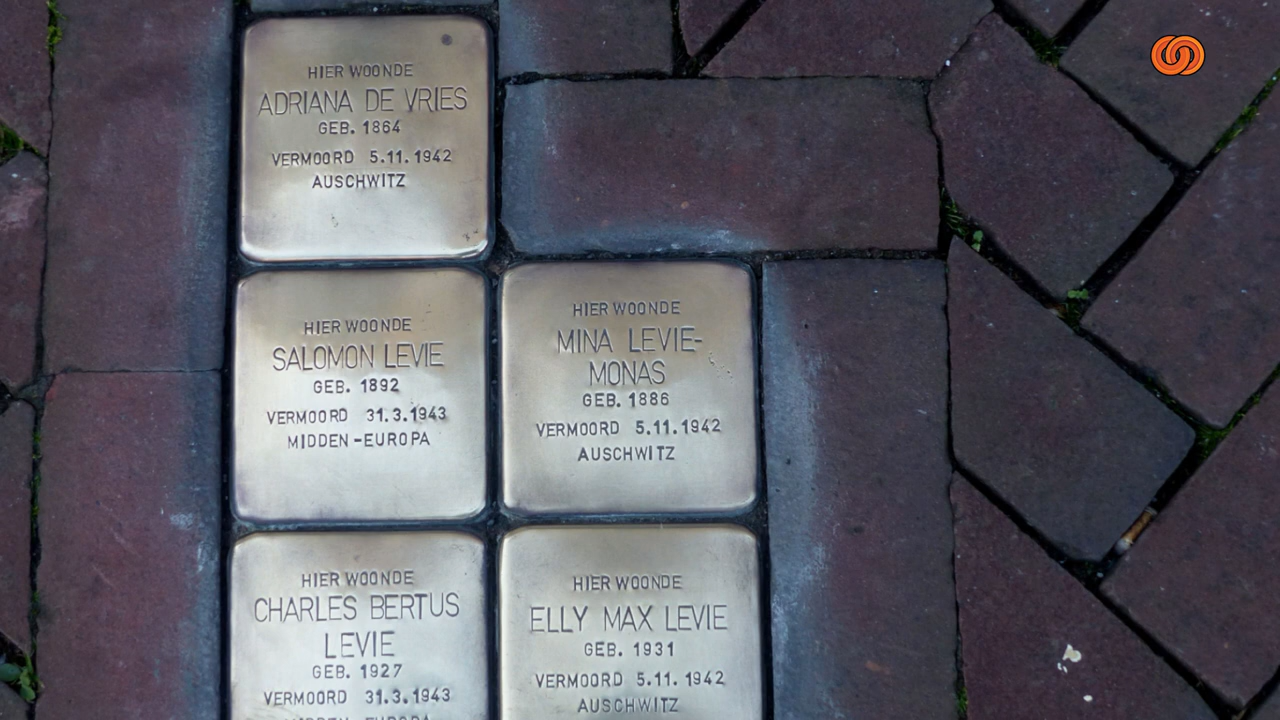 HIER WOONDE
ADRIANA DE VRIES
GEB. 1864
VERMOORD 5.11.1942
AUSCHWITZ
HIER WOONDE
SALOMON LEVIE
GEB. 1892
VERMOORD 31.3.1943
MIDDEN-EUROPA
HIER WOONDE
MINA LEVIE-
MONAS
GEB. 1886
VERMOORD 5.11.1942
AUSCHWITZ
HIER WOONDE
CHARLES BERTUS
LEVIE
GEB. 1927
VERMOORD 31.3.1943
MIDDEN-EUROPA
HIER WOONDE
ELLY MAX LEVIE
GEB. 1931
VERMOORD 5.11.1942
AUSCHWITZ